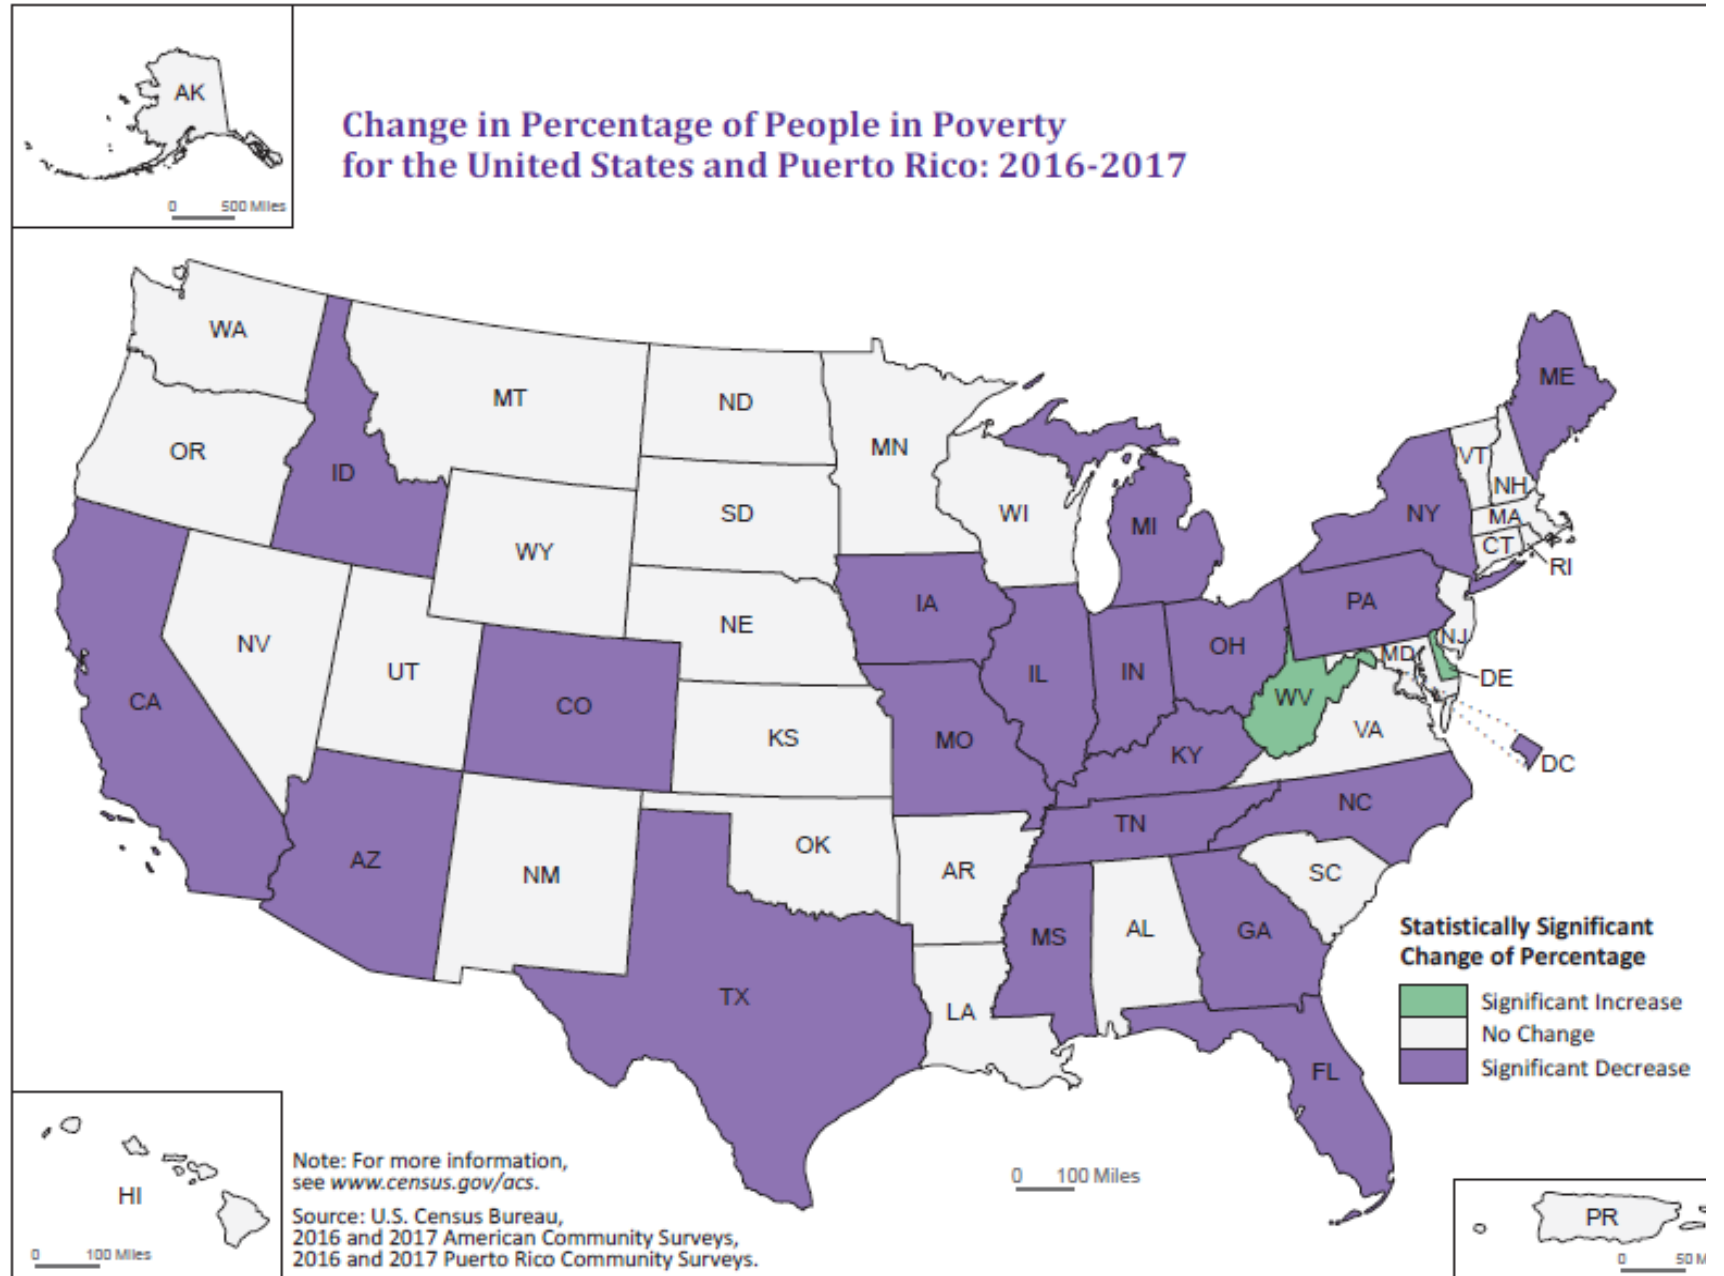 AK
0 500 Miles
Change in Percentage of People in Poverty
for the United States and Puerto Rico: 2016-2017
WA
MT
ND
MN
ME
OR
ID
SD
WI
MI
NY
VT
NH
MA
CT
RI
WY
IA
NE
PA
NJ
NV
UT
CO
IL
IN
OH
MD
DE
CA
KS
MO
WV
VA
KY
DC
AZ
NM
OK
AR
TN
NC
SC
MS
AL
GA
TX
LA
FL
Statistically Significant
Change of Percentage
Significant Increase
No Change
Significant Decrease
HI
0 100 Miles
Note: For more information,
see www.census.gov/acs.
Source: U.S. Census Bureau,
2016 and 2017 American Community Surveys,
2016 and 2017 Puerto Rico Community Surveys.
0 100 Miles
PR
0 50 M